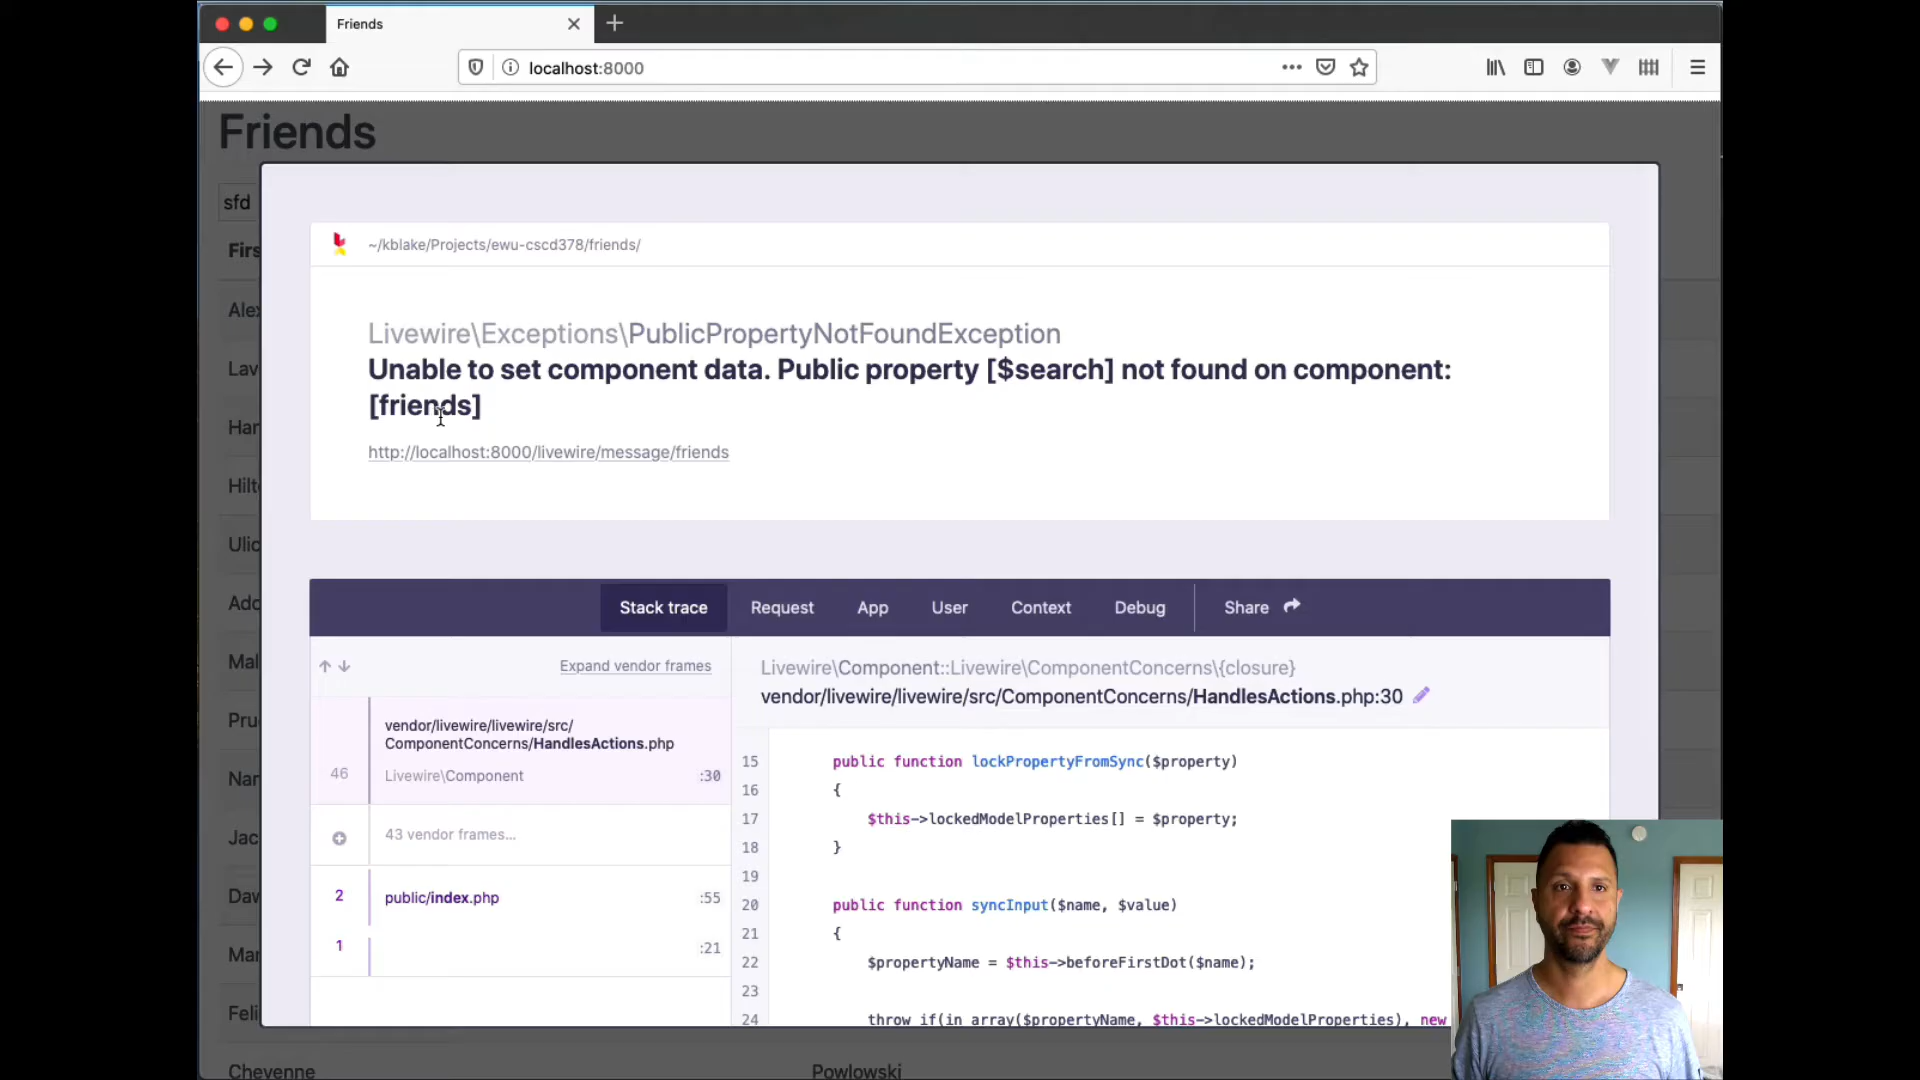 Friends
localhost:8000
Friends
sfd
~/kblake/Projects/ewu-cscd378/friends/
Firs
Livewire\Exceptions\PublicPropertyNotFoundException
Unable to set component data. Public property [$search] not found on component:
[friends]
http://localhost:8000/livewire/message/friends
Alex
Lav
Har
Hilt
Ulic
Adc
Mal
Pru
Nar
Jac
Dav
Mar
Feli
Cheyenne
Powlowski
Stack trace
Request
App
User
Context
Debug
Share
Expand vendor frames
vendor/livewire/livewire/src/
ComponentConcerns/HandlesActions.php
46
Livewire\Component
:30
43 vendor frames...
2
public/index.php
:55
1
:21
Livewire\Component::Livewire\ComponentConcerns\{closure}
vendor/livewire/livewire/src/ComponentConcerns/HandlesActions.php:30
15 public function lockPropertyFromSync($property)
16 {
17 $this->lockedModelProperties[] = $property;
18 }
19
20 public function syncInput($name, $value)
21 {
22 $propertyName = $this->beforeFirstDot($name);
23
24 throw_if(in_array($propertyName, $this->lockedModelProperties), new